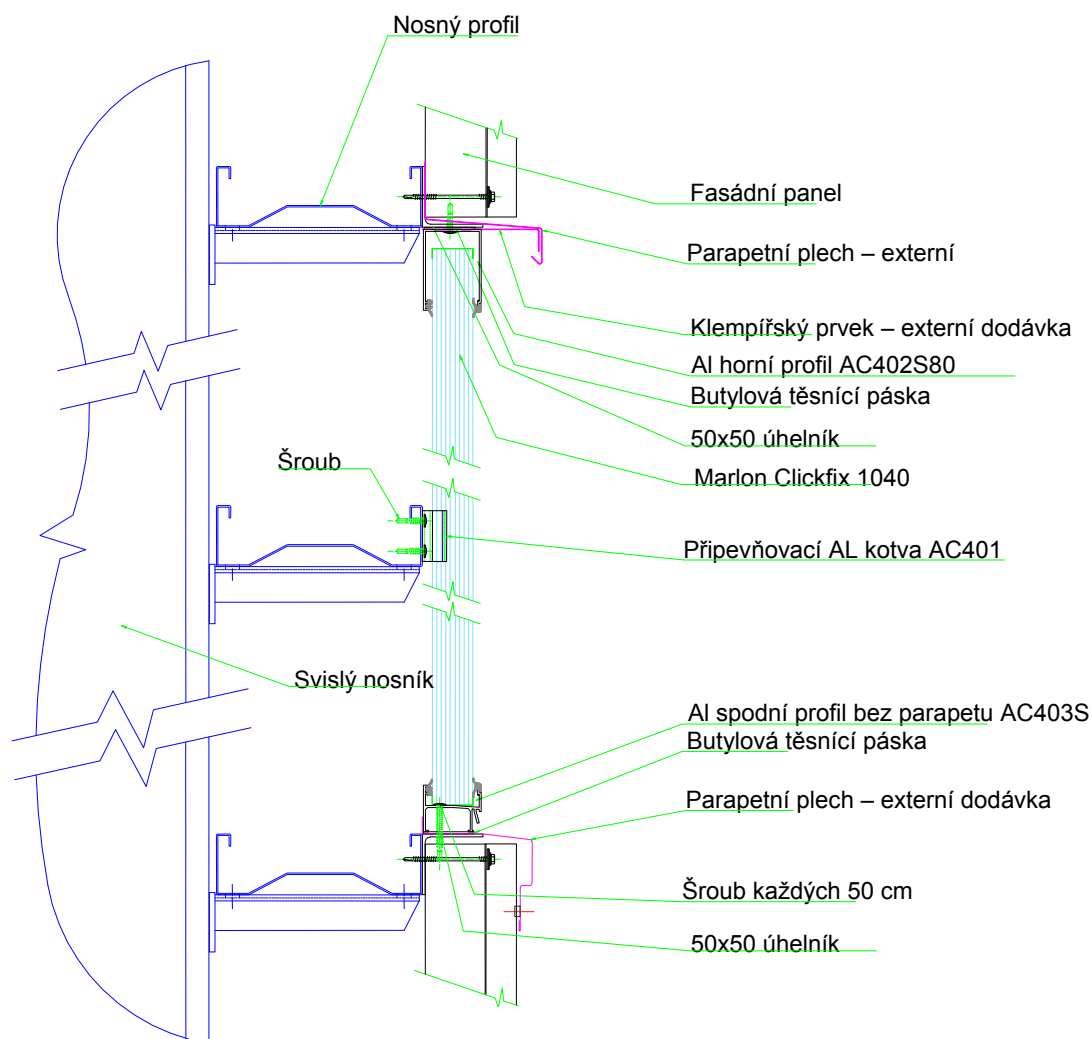 Nosný profil
Fasádní panel
Parapetní plech – externí
Klempířský prvek – externí dodávka
Al horní profil AC402S80
Butylová těsnící páska
50x50 úhelník
Marlon Clickfix 1040
Šroub
Připevňovací AL kotva AC401
Svislý nosník
Al spodní profil bez parapetu AC403S
Butylová těsnící páska
Parapetní plech – externí dodávka
Šroub každých 50 cm
50x50 úhelník